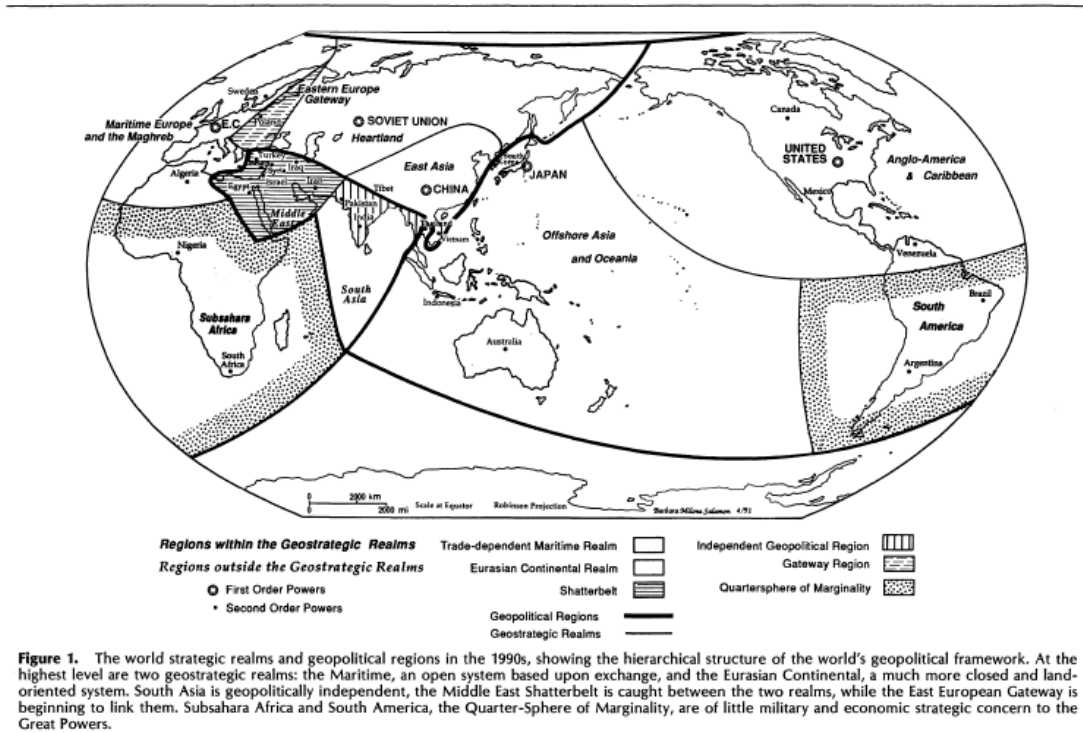 Sweden
Eastern Europe
Gateway
Poland
Maritime Europe
and the Maghreb
E.C.
SOVIET UNION
Heartland
Canada
UNITED
STATES
Anglo-America
& Caribbean
Mexico
Turkey
Syria
Iraq
Israel
Iran
Algeria
Egypt
Middle
East
East Asia
Tibet
CHINA
South
Korea
JAPAN
Pakistan
India
Vietnam
Offshore Asia
and Oceania
Nigeria
Venezuela
Brazil
South
America
Argentina
South
Asia
Indonesia
Australia
Subsahara
Africa
South
Africa
0 2000 km
0 2000 mi
Scale at Equator Robinson Projection Barbara Milena Salomon 4/91
Regions within the Geostrategic Realms
Regions outside the Geostrategic Realms
First Order Powers
Second Order Powers
Trade-dependent Maritime Realm
Eurasian Continental Realm
Shatterbelt
Geopolitical Regions
Geostrategic Realms
Independent Geopolitical Region
Gateway Region
Quartersphere of Marginality
Figure 1. The world strategic realms and geopolitical regions in the 1990s, showing the hierarchical structure of the world's geopolitical framework. At the
highest level are two geostrategic realms: the Maritime, an open system based upon exchange, and the Eurasian Continental, a much more closed and land-
oriented system. South Asia is geopolitically independent, the Middle East Shatterbelt is caught between the two realms, while the East European Gateway is
beginning to link them. Subsahara Africa and South America, the Quarter-Sphere of Marginality, are of little military and economic strategic concern to the
Great Powers.